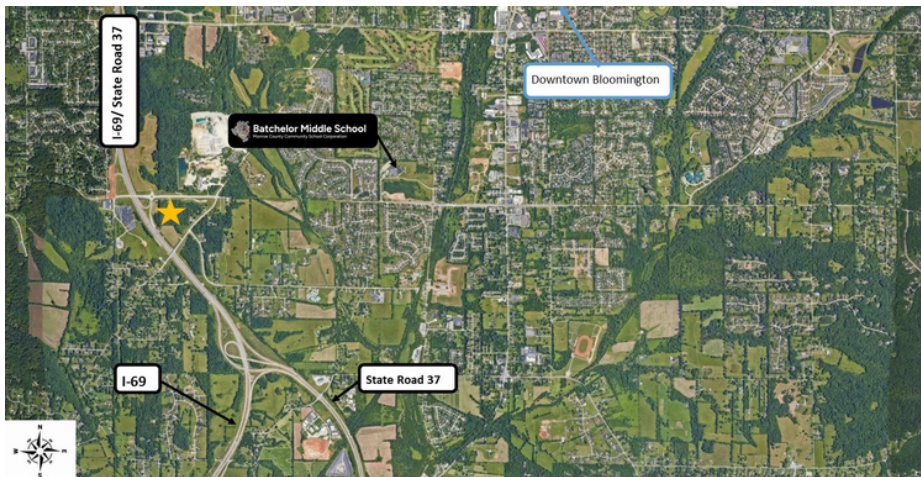 I-69/ State Road 37
Downtown Bloomington
Batchelor Middle School
Monroe County Community School Corporation
I-69
State Road 37
N
W
E
S